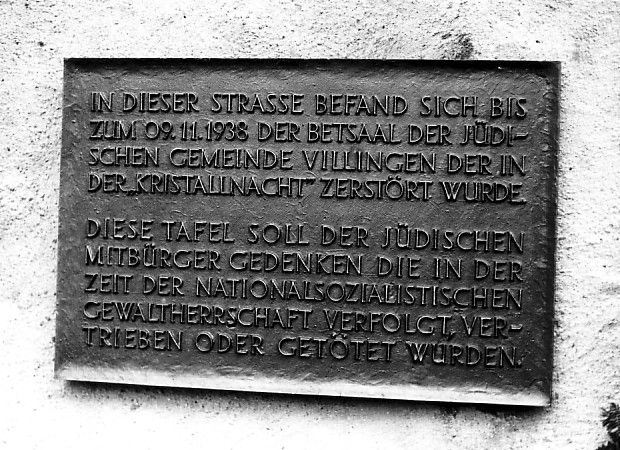 IN DIESER STRASSE BEFAND SICH BIS
ZUM 09.11.1938 DER BETSAAL DER JÜDI-
SCHEN GEMEINDE VILLINGEN DER IN
DER „KRISTALLNACHT" ZERSTÖRT WURDE.
DIESE TAFEL SOLL DER JÜDISCHEN
MITBÜRGER GEDENKEN DIE IN DER
ZEIT DER NATIONALSOZIALISTISCHEN
GEWALTHERRSCHAFT VERFOLGT, VER-
TRIEBEN ODER GETÖTET WURDEN.